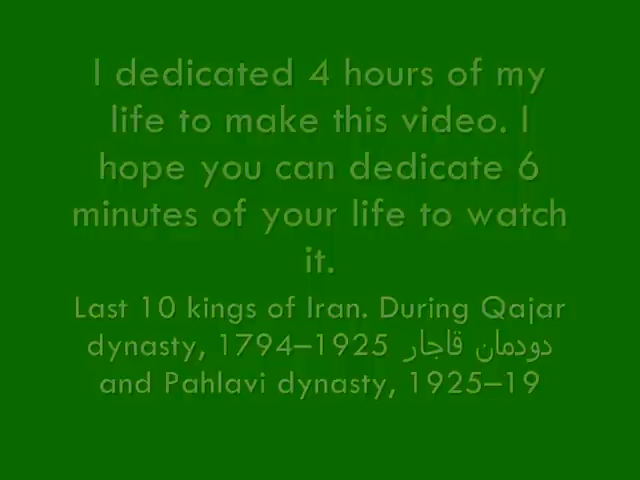 I dedicated 4 hours of my
life to make this video. I
hope you can dedicate 6
minutes of your life to watch
it.
Last 10 kings of Iran. During Qajar
dynasty, 1794–1925 دودمان قاجار
and Pahlavi dynasty, 1925–19